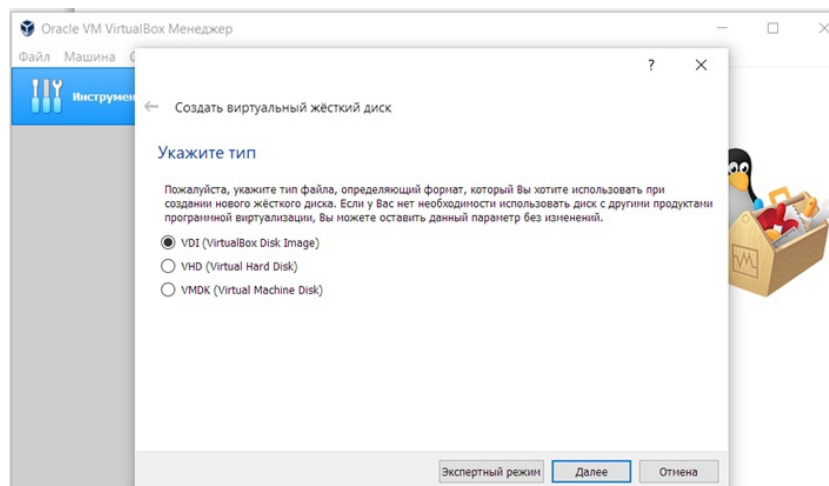 Oracle VM VirtualBox Менеджер
Файл Машина
?
Инструмен
Создать виртуальный жёсткий диск
Укажите тип
Пожалуйста, укажите тип файла, определяющий формат, который Вы хотите использовать при
создании нового жёсткого диска. Если у Вас нет необходимости использовать диск с другими продуктами
программной виртуализации, Вы можете оставить данный параметр без изменений.
VDI (VirtualBox Disk Image)
VHD (Virtual Hard Disk)
VMDK (Virtual Machine Disk)
Экспертный режим Далее Отмена